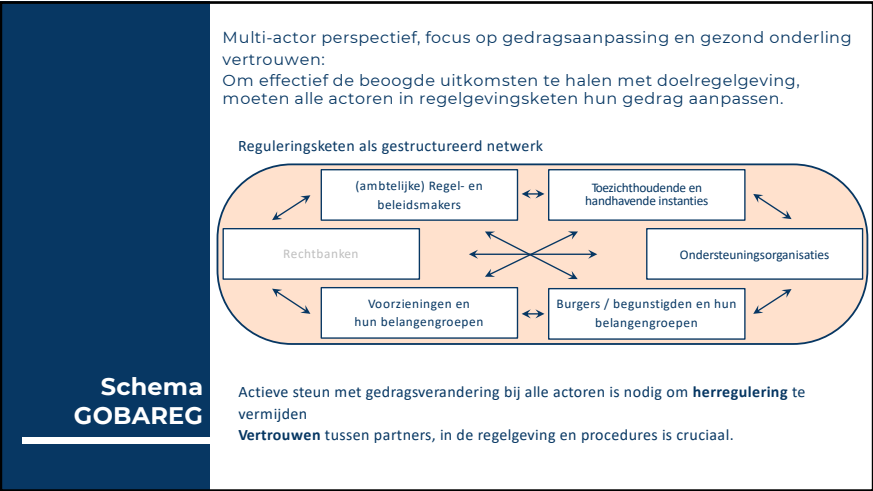 Multi-actor perspectief, focus op gedragsaanpassing en gezond onderling
vertrouwen:
Om effectief de beoogde uitkomsten te halen met doelregelgeving,
moeten alle actoren in regelgevingsketen hun gedrag aanpassen.
Reguleringsketen als gestructureerd netwerk
(ambtelijke) Regel- en
beleidsmakers
Toezichthoudende en
handhavende instanties
Rechtbanken
Ondersteuningsorganisaties
Voorzieningen en
hun belangengroepen
Burgers / begunstigden en hun
belangengroepen
Schema
GOBAREG
Actieve steun met gedragsverandering bij alle actoren is nodig om herregulering te
vermijden
Vertrouwen tussen partners, in de regelgeving en procedures is cruciaal.